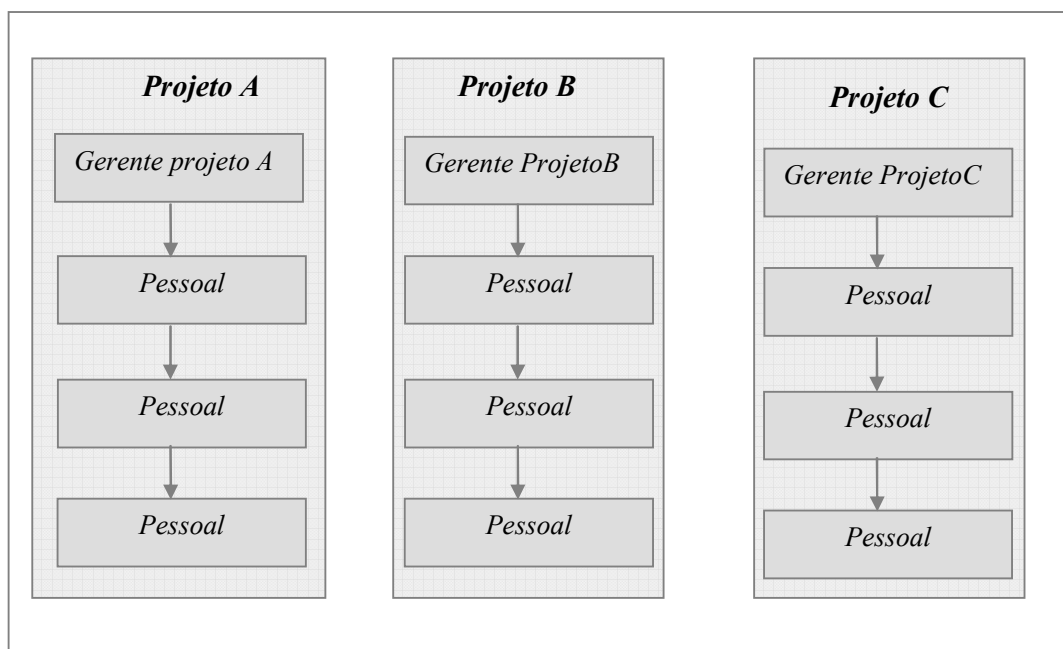 Projeto A
Gerente projeto A
Pessoal
Pessoal
Pessoal
Projeto B
Gerente ProjetoB
Pessoal
Pessoal
Pessoal
Projeto C
Gerente ProjetoC
Pessoal
Pessoal
Pessoal